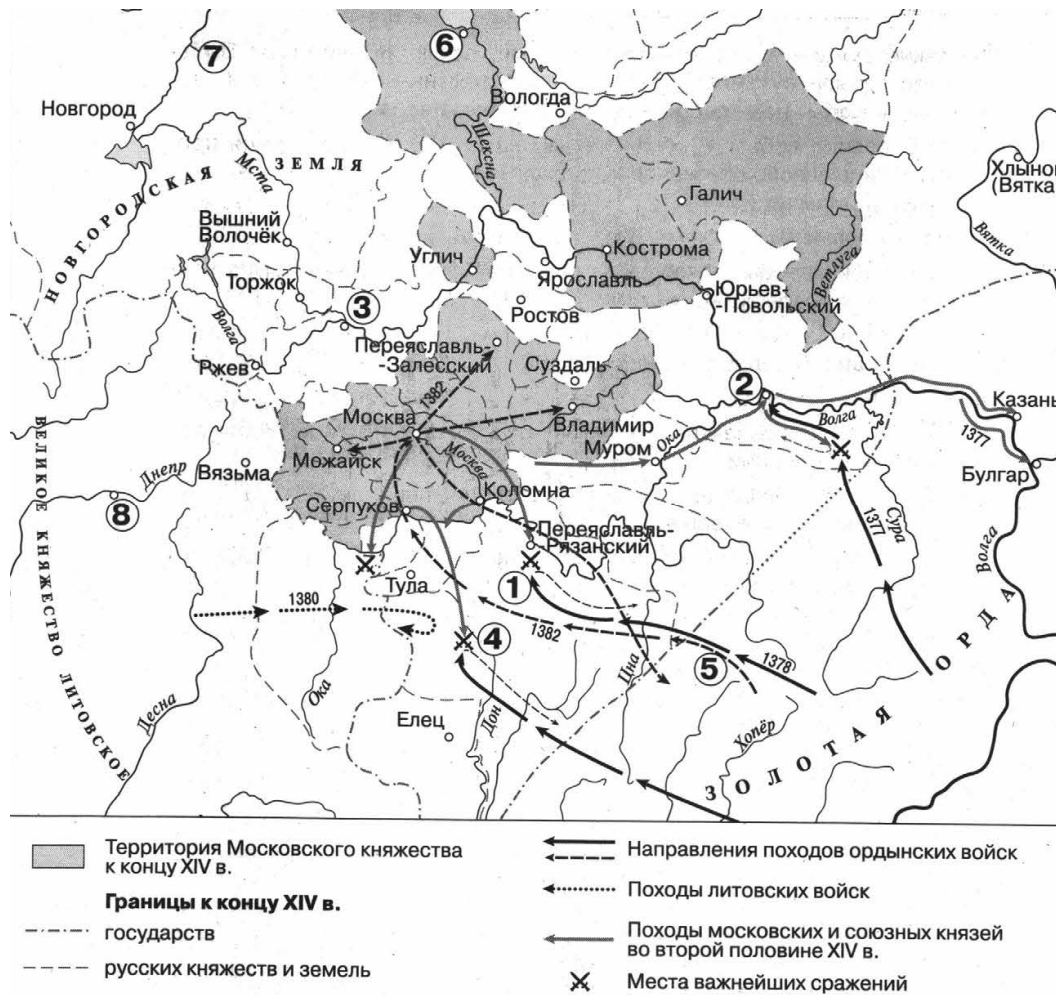 7
6
Новгород
Вологда
Шексна
Мста
НОВГОРОДСКАЯ ЗЕМЛЯ
Хлынов
(Вятка
Галич
Вятка
Вышний
Волочёк
Углич
Кострома
Ветлуга
Ярославль
Торжок
Юрьев-
-Повольский
Волга
3
Ростов
Переяславль-
-Залесский
Ржев
Суздаль
2
1382
Москва
Волга
Казань
Владимир
1377
Муром
Ока
Москва
Можайск
Днепр
Вязьма
Булгар
Коломна
8
Серпухов
1377
Сура
Переяславль-
-Рязанский
Волга
ВЕЛИКОЕ КНЯЖЕСТВО ЛИТОВСКОЕ
Тула
1
1380
1382
4
5
1378
Цна
Ока
Десна
Елец
Дон
Хопёр
ЗОЛОТАЯ ОРДА
Территория Московского княжества
к концу XIV в.
Границы к концу XIV в.
государств
русских княжеств и земель
Направления походов ордынских войск
Походы литовских войск
Походы московских и союзных князей
во второй половине XIV в.
Места важнейших сражений